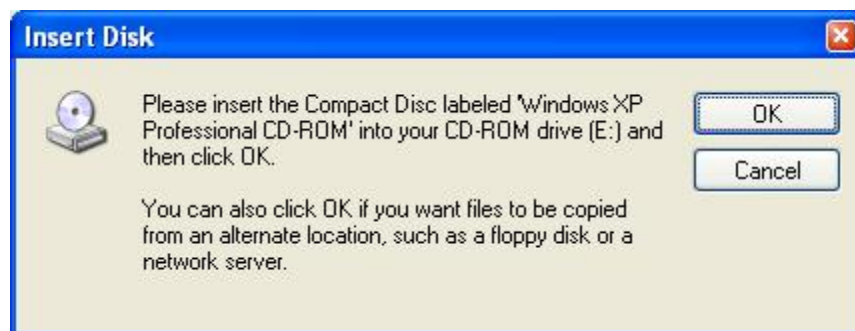 Insert Disk
Please insert the Compact Disc labeled 'Windows XP
Professional CD-ROM' into your CD-ROM drive (E:) and
then click OK.
You can also click OK if you want files to be copied
from an alternate location, such as a floppy disk or a
network server.
OK
Cancel